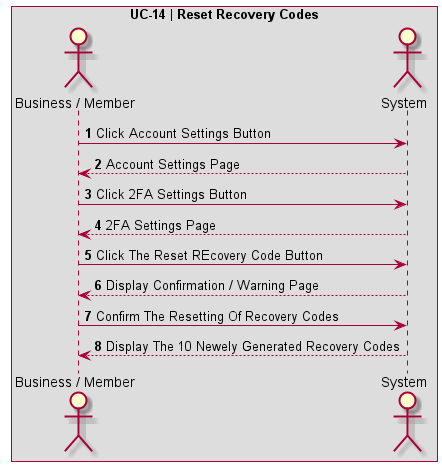 UC-14 | Reset Recovery Codes
Business / Member System
1 Click Account Settings Button
2 Account Settings Page
3 Click 2FA Settings Button
4 2FA Settings Page
5 Click The Reset REcovery Code Button
6 Display Confirmation / Warning Page
7 Confirm The Resetting Of Recovery Codes
8 Display The 10 Newely Generated Recovery Codes
Business / Member System